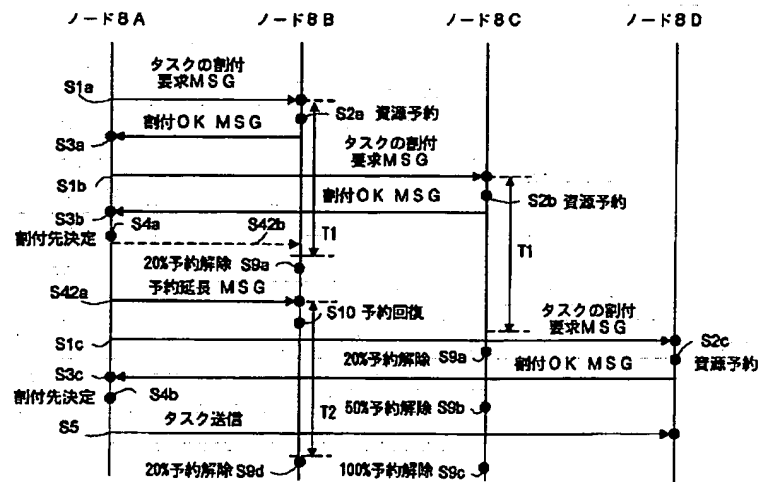 ノード8A ノード8B ノード8C ノード8D
タスクの割付
要求MSG
S1a
S2a 資源予約
割付OK MSG
S3a
タスクの割付
要求MSG
S1b
割付OK MSG
S2b 資源予約
S3b
S4a
S42b
T1
T1
割付先決定
20%予約解除 S9a
予約延長 MSG
S42a
S10 予約回復
タスクの割付
要求MSG
S1c
S2c
20%予約解除 S9a
割付OK MSG
資源予約
S3c
割付先決定 S4b
T2
50%予約解除 S9b
タスク送信
S5
20%予約解除 S9d
100%予約解除 S9c